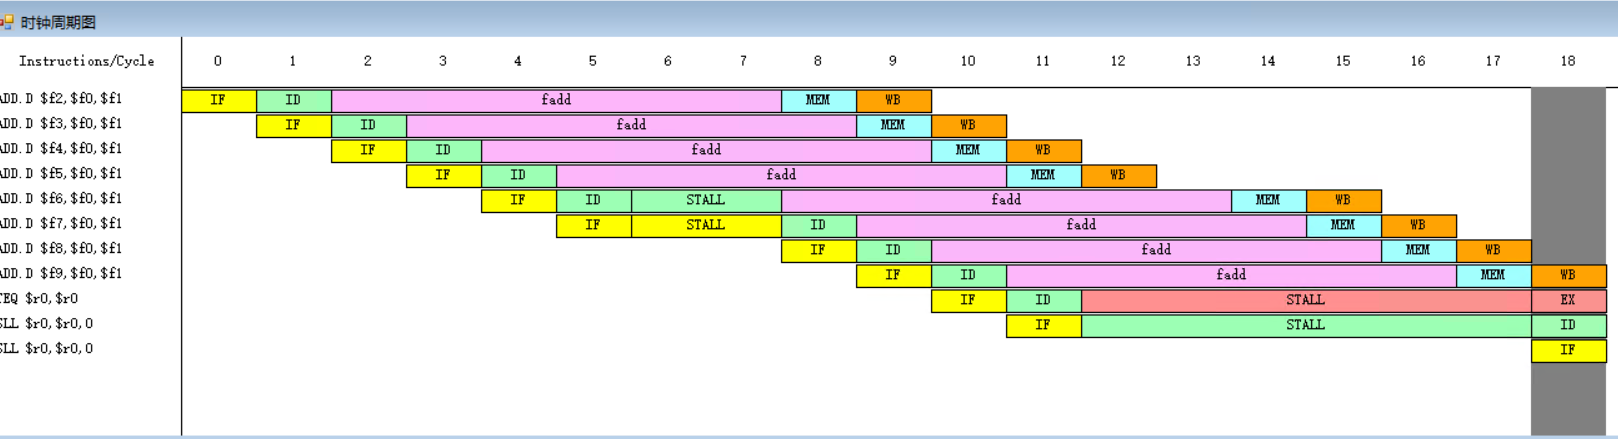 时钟周期图
Instructions/Cycle 0 1 2 3 4 5 6 7 8 9 10 11 12 13 14 15 16 17 18
ADD.D $f2,$f0,$f1 IF ID fadd MEM WB
ADD.D $f3,$f0,$f1 IF ID fadd MEM WB
ADD.D $f4,$f0,$f1 IF ID fadd MEM WB
ADD.D $f5,$f0,$f1 IF ID fadd MEM WB
ADD.D $f6,$f0,$f1 IF ID STALL fadd MEM WB
ADD.D $f7,$f0,$f1 IF STALL ID fadd MEM WB
ADD.D $f8,$f0,$f1 IF ID fadd MEM WB
ADD.D $f9,$f0,$f1 IF ID fadd MEM WB
TEQ $r0,$r0 IF ID STALL EX
SLL $r0,$r0,0 IF STALL ID
SLL $r0,$r0,0 IF